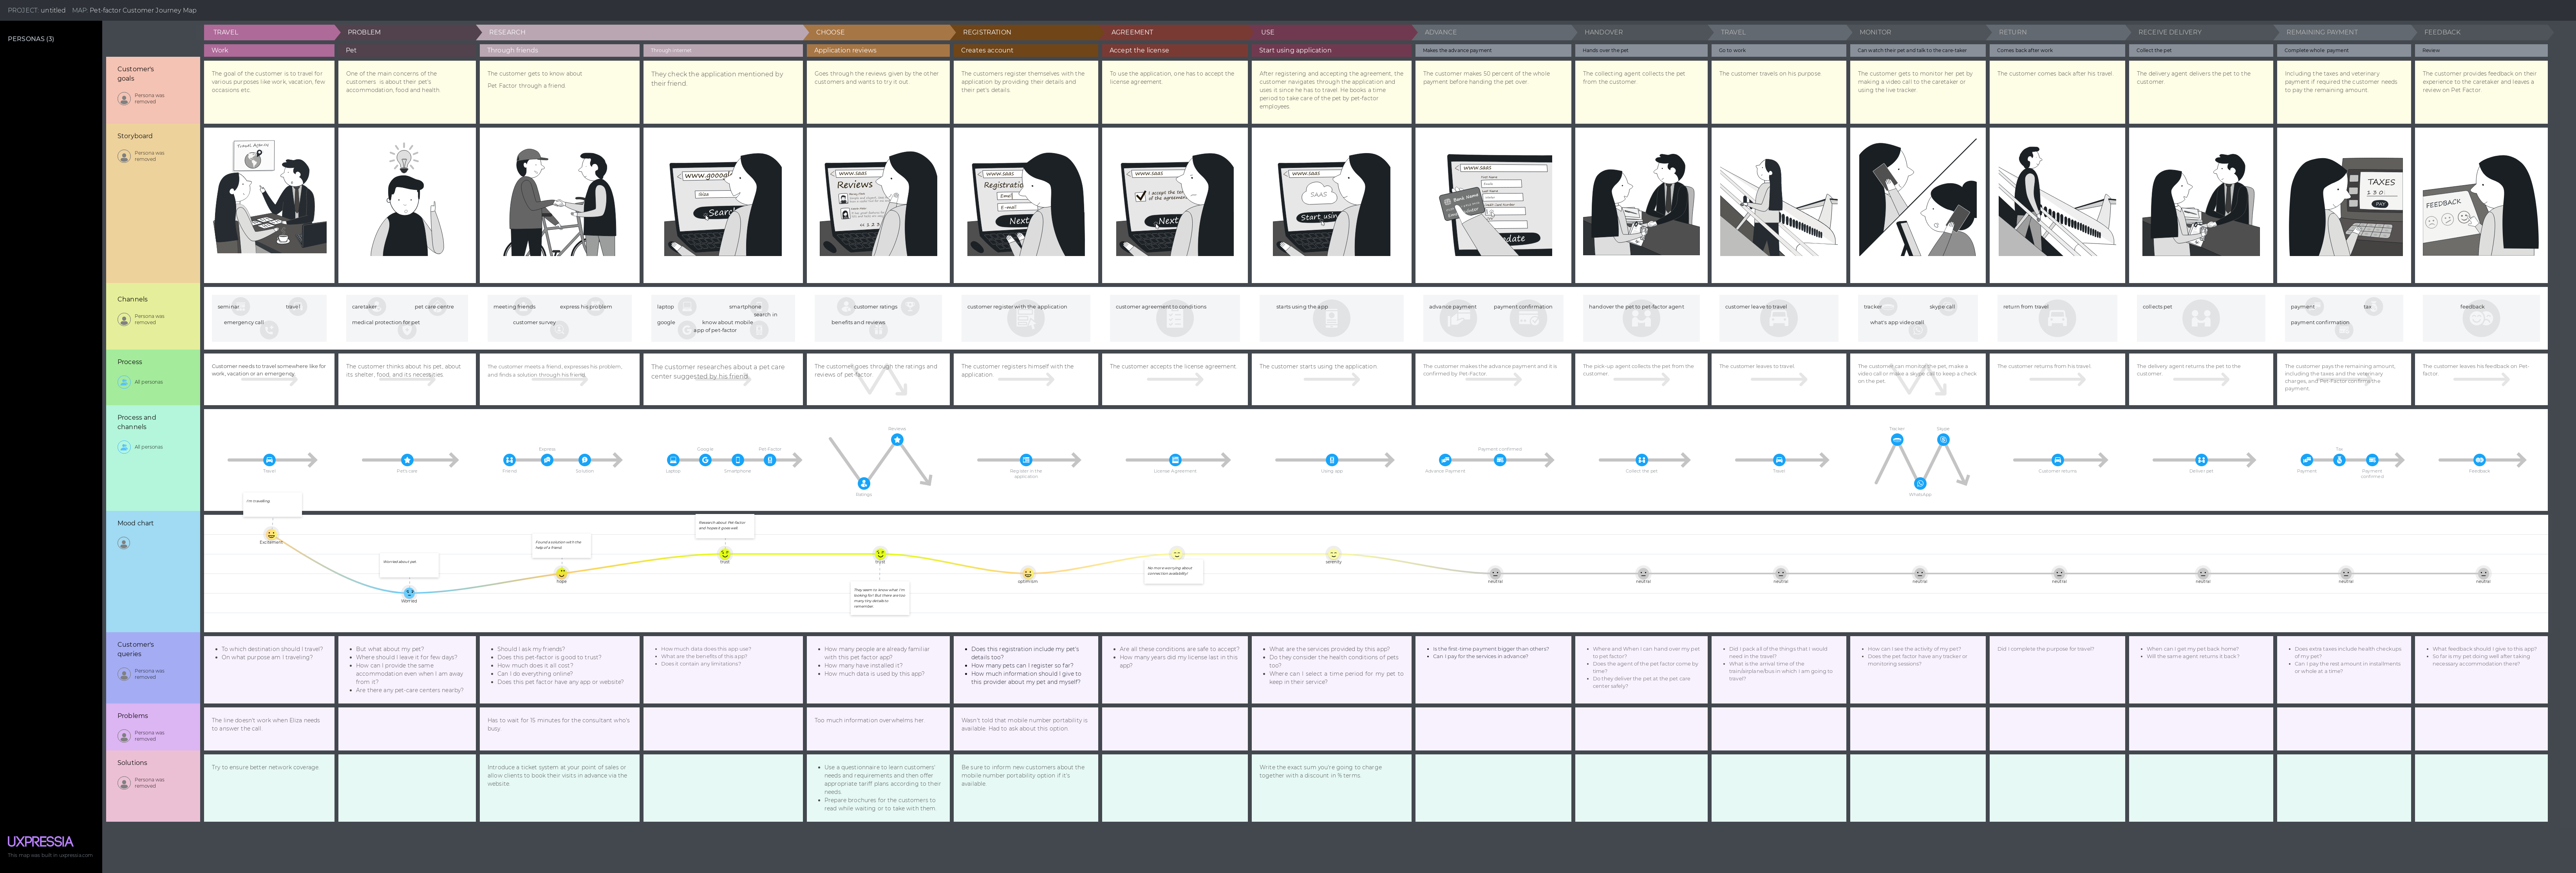 PROJECT: untitled MAP: Pet-factor Customer Journey Map
PERSONAS (3)
TRAVEL
PROBLEM
RESEARCH
CHOOSE
REGISTRATION
AGREEMENT
USE
ADVANCE
HANDOVER
TRAVEL
MONITOR
RETURN
RECEIVE DELIVERY
REMAINING PAYMENT
FEEDBACK
Work
Pet
Through friends
Through internet
Application reviews
Creates account
Accept the license
Start using application
Makes the advance payment
Hands over the pet
Go to work
Can watch their pet and talk to the care-taker
Comes back after work
Collect the pet
Complete whole payment
Review
Customer's
goals
Persona was
removed
The goal of the customer is to travel for
various purposes like work, vacation, few
occasions etc.
One of the main concerns of the
customers is about their pet's
accommodation, food and health
The customer gets to know about
Pet Factor through a friend
They check the application mentioned by
their friend.
Goes through the reviews given by the other
customers and wants to try it out.
The customers register themselves with the
application by providing their details and
their pet's details.
To use the application, one has to accept the
license agreement.
After registering and accepting the agreement, the
customer navigates through the application and
uses it since he has to travel. He books a time
period to take care of the pet by pet-factor
employees.
The customer makes 50 percent of the whole
payment before handing the pet over.
The collecting agent collects the pet
from the customer.
The customer travels on his purpose.
The customer gets to monitor her pet by
making a video call to the caretaker or
using the live tracker.
The customer comes back after his travel
The delivery agent delivers the pet to the
customer.
Including the taxes and veterinary
payment if required the customer needs
to pay the remaining amount
The customer provides feedback on their
experience to the caretaker and leaves a
review on Pet Factor.
Storyboard
Persona was
removed
Travel Agency
www.googal
Eliza
Search
www.saas
Reviews
www.saas
Registratio
Email
E-mail
Next
www.saas
I accept the ter
of the agreemen
Next
www.saas
SAAS
Start using
www.saas
Bank Name
pdate
TAXES
130
PAY
FEEDBACK
Channels
Persona was
removed
seminar
travel
emergency call
caretaker
pet care centre
medical protection for pet
meeting friends
express his problem
customer survey
laptop
smartphone
search in
google
know about mobile
app of pet-factor
customer ratings
benefits and reviews
customer register with the application
customer agreement to conditions
starts using the app
advance payment
payment confirmation
handover the pet to pet-factor agent
customer leave to travel
tracker
skype call
what's app video call
return from travel
collects pet
payment
tax
payment confirmation
feedback
Process
All personas
Customer needs to travel somewhere like for
work, vacation or an emergency
The customer thinks about his pet, about
its shelter, food, and its necessities.
The customer meets a friend, expresses his problem,
and finds a solution through his friend.
The customer researches about a pet care
center suggested by his friend.
The customer goes through the ratings and
reviews of pet-factor
The customer registers himself with the
application.
The customer accepts the license agreement
The customer starts using the application.
The customer makes the advance payment and it is
confirmed by Pet-Factor.
The pick-up agent collects the pet from the
customer.
The customer leaves to travel.
The customer can monitor the pet, make a
video call or make a skype call to keep a check
on the pet.
The customer returns from his travel.
The delivery agent returns the pet to the
customer.
The customer pays the remaining amount,
including the taxes and the veterinary
charges, and Pet-Factor confirms the
payment.
The customer leaves his feedback on Pet-
factor.
Process and
channels
All personas
Travel
Pets care
Friend
Express
Solution
Laptop
Google
Smartphone
Pet-Factor
Ratings
Reviews
Register in the
application
License Agreement
Using app
Advance Payment
Payment confirmed
Collect the pet
Travel
Tracker
WhatsApp
Skype
Customer returns
Deliver pet
Payment
Tax
Payment
confirmed
Feedback
Mood chart
I'm travelling
Excitement
Worried about pet
Worried
Found a solution with the
help of a friend.
hope
Research about Pet-factor
and hopes it goes well
trust
trust
They seem to know what I'm
looking for! But there are too
many tiny details to
remember.
optimism
No more worrying about
connection availability!
serenity
neutral
neutral
neutral
neutral
neutral
neutral
neutral
neutral
Customer's
queries
Persona was
removed
To which destination should I travel?
On what purpose am I traveling?
But what about my pet?
Where should I leave it for few days?
How can I provide the same
accommodation even when I am away
from it?
Are there any pet-care centers nearby?
Should I ask my friends?
Does this pet-factor is good to trust?
How much does it all cost?
Can I do everything online?
Does this pet factor have any app or website?
How much data does this app use?
What are the benefits of this app?
Does it contain any limitations?
How many people are already familiar
with this pet factor app?
How many have installed it?
How much data is used by this app?
Does this registration include my pet's
details too?
How many pets can I register so far?
How much information should I give to
this provider about my pet and myself?
Are all these conditions are safe to accept?
How many years did my license last in this
app?
What are the services provided by this app?
Do they consider the health conditions of pets
too?
Where can I select a time period for my pet to
keep in their service?
Is the first-time payment bigger than others?
Can I pay for the services in advance?
Where and When I can hand over my pet
to pet factor?
Does the agent of the pet factor come by
time?
Do they deliver the pet at the pet care
center safely?
Did I pack all of the things that I would
need in the travel?
What is the arrival time of the
car/airplane/bus in which I am going to
travel?
How can I see the activity of my pet?
Does the pet factor have any tracker or
monitoring sessions?
Did I complete the purpose for travel?
When can I get my pet back home?
Will the same agent returns it back?
Does extra taxes include health checkups
of my pet?
Can I pay the rest amount in installments
or whole at a time?
What feedback should I give to this app?
So far is my pet doing well after taking
necessary accommodation there?
Problems
Persona was
removed
The line doesn't work when Eliza needs
to answer the call.
Has to wait for 15 minutes for the consultant who's
busy.
Too much information overwhelms her.
Wasn't told that mobile number portability is
available. Had to ask about this option.
Solutions
Persona was
removed
Try to ensure better network coverage.
Introduce a ticket system at your point of sales or
allow clients to book their visits in advance via the
website.
Use a questionnaire to learn customers'
needs and requirements and then offer
appropriate tariff plans according to their
needs.
Prepare brochures for the customers to
read while waiting or to take with them.
Be sure to inform new customers about the
mobile number portability option if it's
available.
Write the exact sum you're going to charge
together with a discount in % terms.
UXPRESSIA
This map was built in uxpressia.com